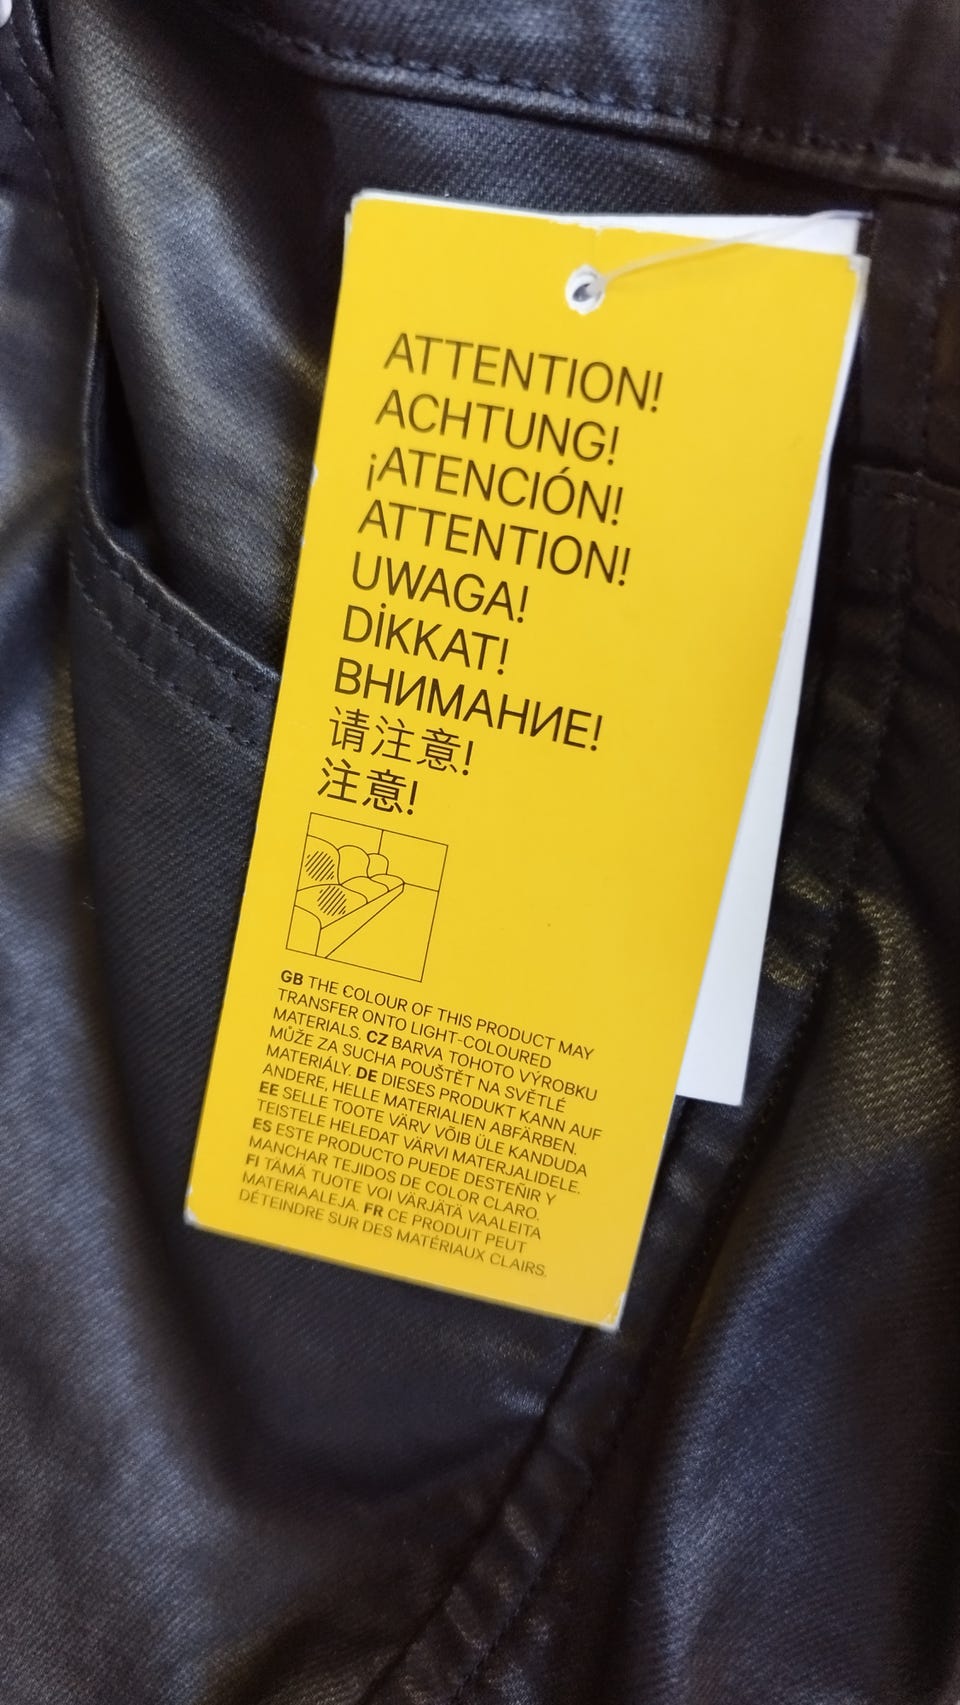 ATTENTION!
ACHTUNG!
¡ATENCIÓN!
ATTENTION!
UWAGA!
DİKKAT!
ВНИМАНИЕ!
请注意!
注意!
GB THE COLOUR OF THIS PRODUCT MAY
TRANSFER ONTO LIGHT-COLOURED
MATERIALS. CZ BARVA TOHOTO VÝROBKU
MŮŽE ZA SUCHA POUŠTĚT NA SVĚTLÉ
MATERIÁLY. DE DIESES PRODUKT KANN AUF
ANDERE, HELLE MATERIALIEN ABFÄRBEN.
EE SELLE TOOTE VÄRV VÕIB ÜLE KANDUDA
TEISTELE HELEDAT VÄRVI MATERJALIDELE.
ES ESTE PRODUCTO PUEDE DESTEÑIR Y
MANCHAR TEJIDOS DE COLOR CLARO.
FI TÄMÄ TUOTE VOI VÄRJÄTÄ VAALEITA
MATERIAALEJA. FR CE PRODUIT PEUT
DÉTEINDRE SUR DES MATÉRIAUX CLAIRS.